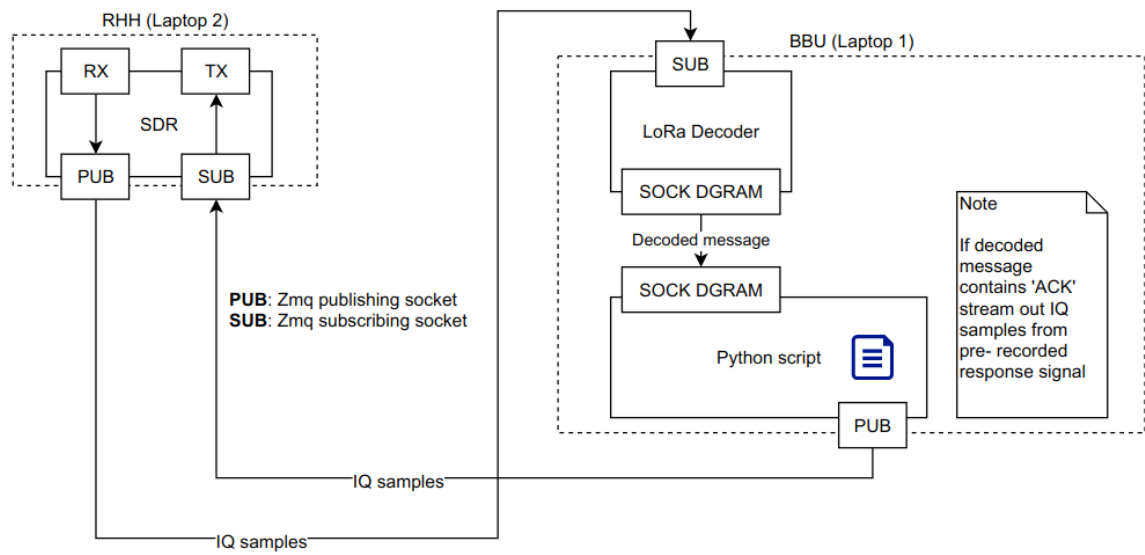 RHH (Laptop 2)
RX
TX
SDR
PUB
SUB
BBU (Laptop 1)
SUB
LoRa Decoder
SOCK DGRAM
Decoded message
SOCK DGRAM
Python script
PUB
Note
If decoded
message
contains 'ACK'
stream out IQ
samples from
pre- recorded
response signal
PUB: Zmq publishing socket
SUB: Zmq subscribing socket
IQ samples
IQ samples